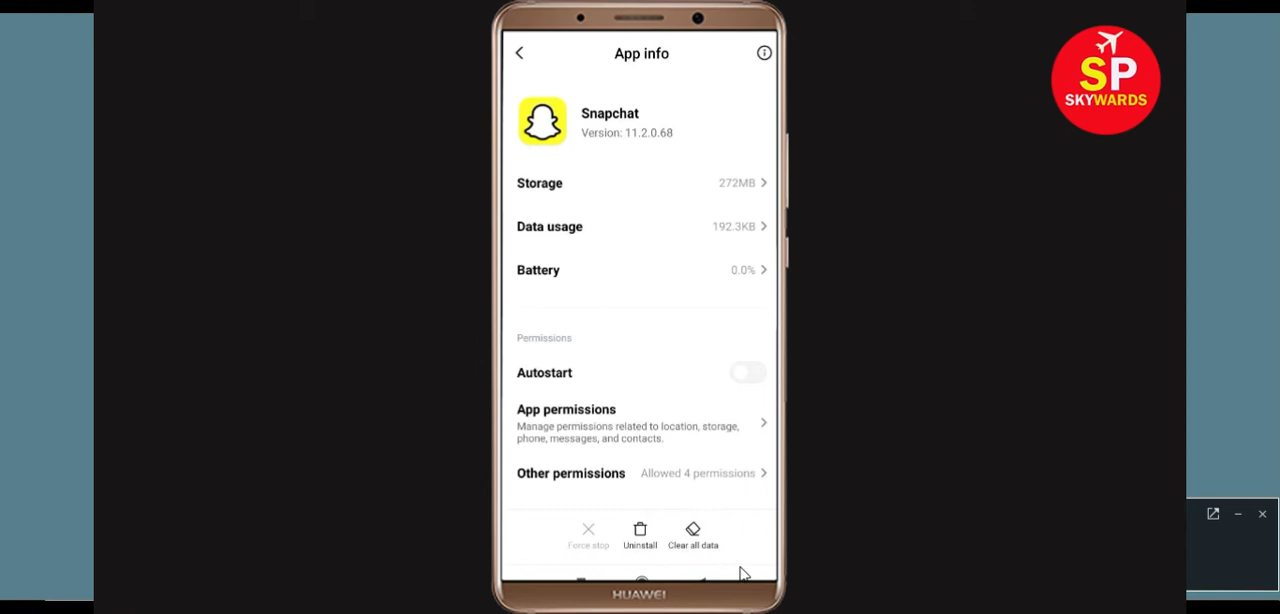 App info
SP
SKYWARDS
Snapchat
Version: 11.2.0.68
Storage 272MB
Data usage 192.3KB
Battery 0.0%
Permissions
Autostart
App permissions
Manage permissions related to location, storage,
phone, messages, and contacts.
Other permissions Allowed 4 permissions
Force stop Uninstall Clear all data
HUAWEI